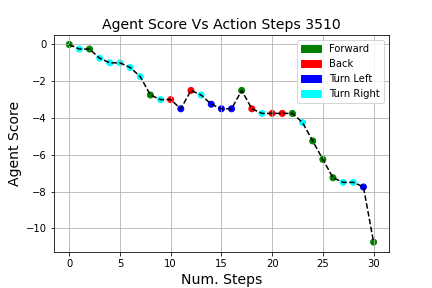 Agent Score Vs Action Steps 3510
Forward
Back
Turn Left
Turn Right
Agent Score
0
−2
−4
−6
−8
−10
0 5 10 15 20 25 30
Num. Steps